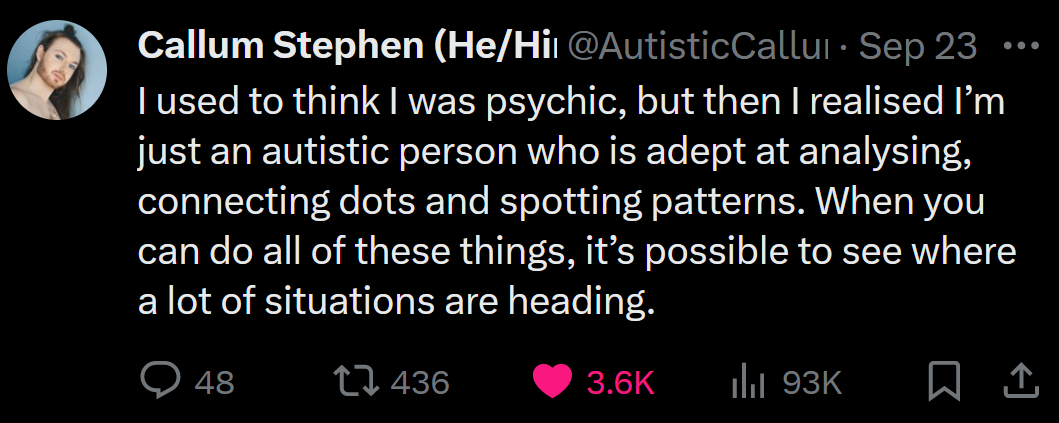 Callum Stephen (He/Hi @AutisticCallu · Sep 23
I used to think I was psychic, but then I realised I’m
just an autistic person who is adept at analysing,
connecting dots and spotting patterns. When you
can do all of these things, it’s possible to see where
a lot of situations are heading.
48 436 3.6K 93K